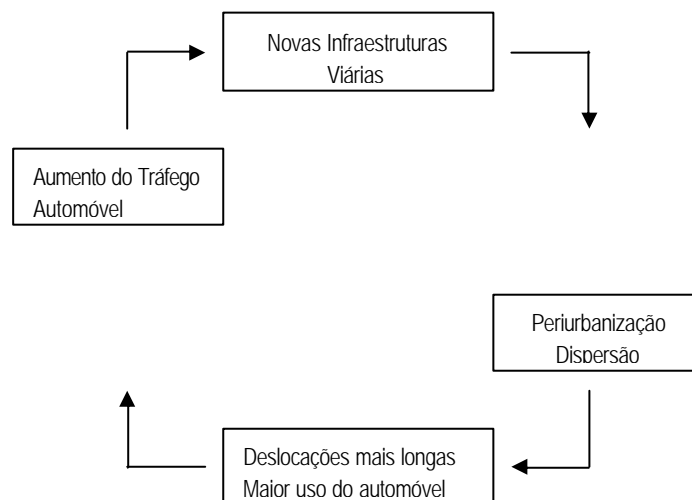 Novas Infraestruturas
Viárias
Aumento do Tráfego
Automóvel
Periurbanização
Dispersão
Deslocações mais longas
Maior uso do automóvel